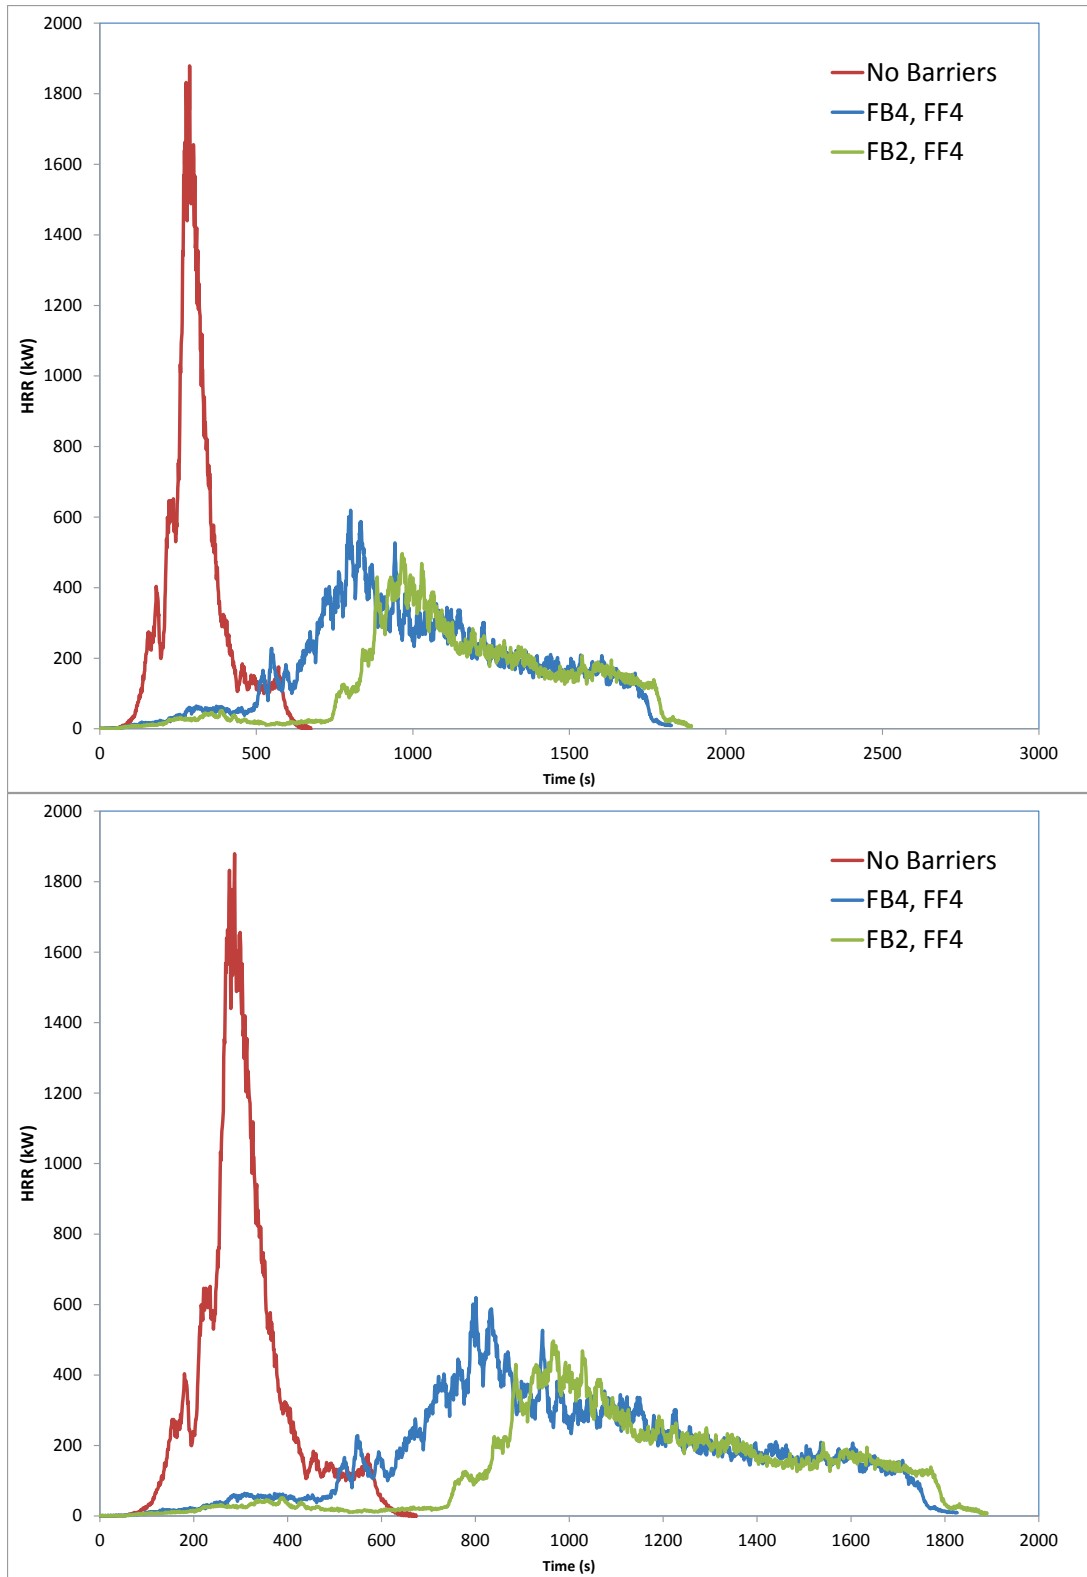 2000
1800
1600
1400
1200
1000
800
600
400
200
0
HRR (kW)
No Barriers
FB4, FF4
FB2, FF4
0 500 1000 1500 2000 2500 3000
Time (s)
2000
1800
1600
1400
1200
1000
800
600
400
200
0
HRR (kW)
No Barriers
FB4, FF4
FB2, FF4
0 200 400 600 800 1000 1200 1400 1600 1800 2000
Time (s)